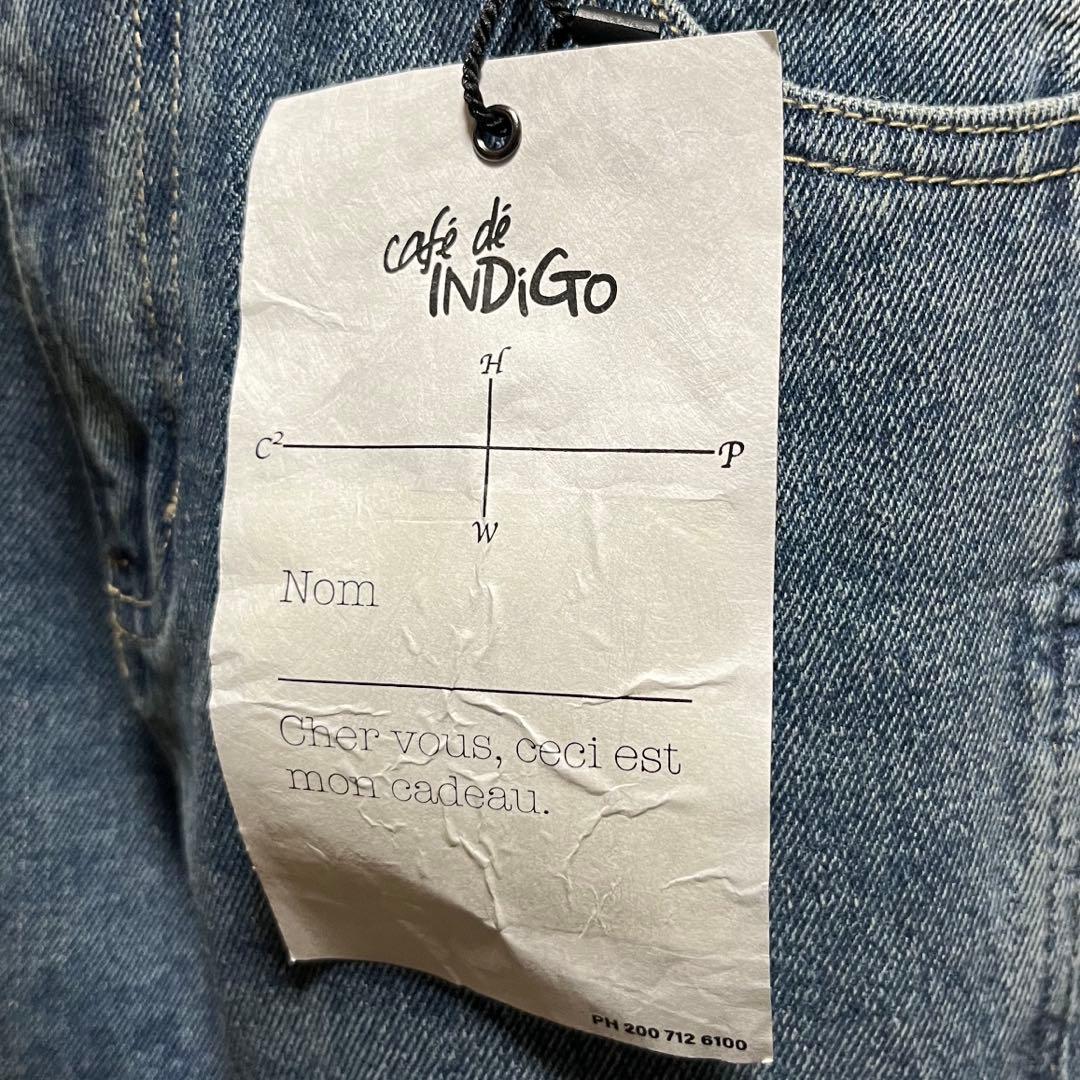 café dé
INDiGo
H
C² P
W
Nom
Cher vous, ceci est
mon cadeau.
PH 200 712 6100